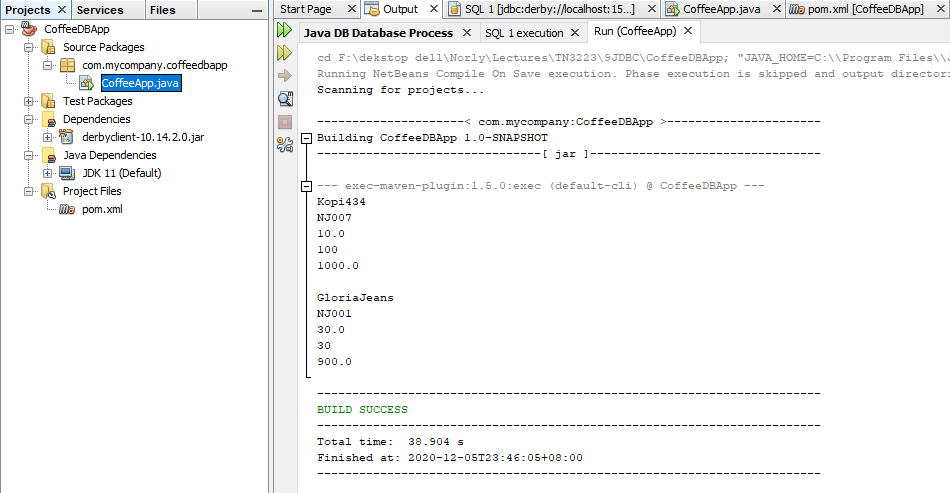 Projects Services Files
CoffeeDBApp
Source Packages
com.mycompany.coffeedbapp
CoffeeApp.java
Test Packages
Dependencies
derbyclient-10.14.2.0.jar
Java Dependencies
JDK 11 (Default)
Project Files
pom.xml
Start Page Output SQL 1 [jdbc:derby://localhost:15...] CoffeeApp.java pom.xml [CoffeeDBApp]
Java DB Database Process SQL 1 execution Run (CoffeeApp)
cd F:\dekstop dell\Norly\Lectures\TN3223\9JDBC\CoffeeDBApp; "JAVA_HOME=C:\\Program Files\\J
Running NetBeans Compile On Save execution. Phase execution is skipped and output directori
Scanning for projects...
---------------------< com.mycompany:CoffeeDBApp >----------------------
Building CoffeeDBApp 1.0-SNAPSHOT
--------------------------------[ jar ]---------------------------------
--- exec-maven-plugin:1.5.0:exec (default-cli) @ CoffeeDBApp ---
Kopi434
NJ007
10.0
100
1000.0
GloriaJeans
NJ001
30.0
30
900.0
------------------------------------------------------------------------
BUILD SUCCESS
------------------------------------------------------------------------
Total time:  38.904 s
Finished at: 2020-12-05T23:46:05+08:00
------------------------------------------------------------------------